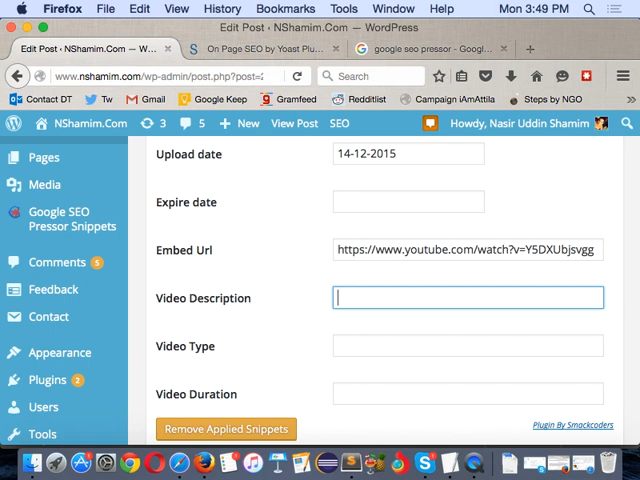 Firefox File Edit View History Bookmarks Tools Window Help Mon 3:49 PM
Edit Post ‹ NShamim.Com — WordPress
Edit Post ‹ NShamim.Com — W... × On Page SEO by Yoast Plu... × google seo pressor - Googl... ×
www.nshamim.com/wp-admin/post.php?post=2 Search
Contact DT Tw Gmail Google Keep Gramfeed Redditlist Campaign iAmAttila Steps by NGO
NShamim.Com 3 5 + New View Post SEO Howdy, Nasir Uddin Shamim
Pages
Media
Google SEO
Pressor Snippets
Comments 5
Feedback
Contact
Appearance
Plugins 2
Users
Tools
Upload date 14-12-2015
Expire date
Embed Url https://www.youtube.com/watch?v=Y5DXUbjsvgg
Video Description
Video Type
Video Duration
Remove Applied Snippets Plugin By Smackcoders